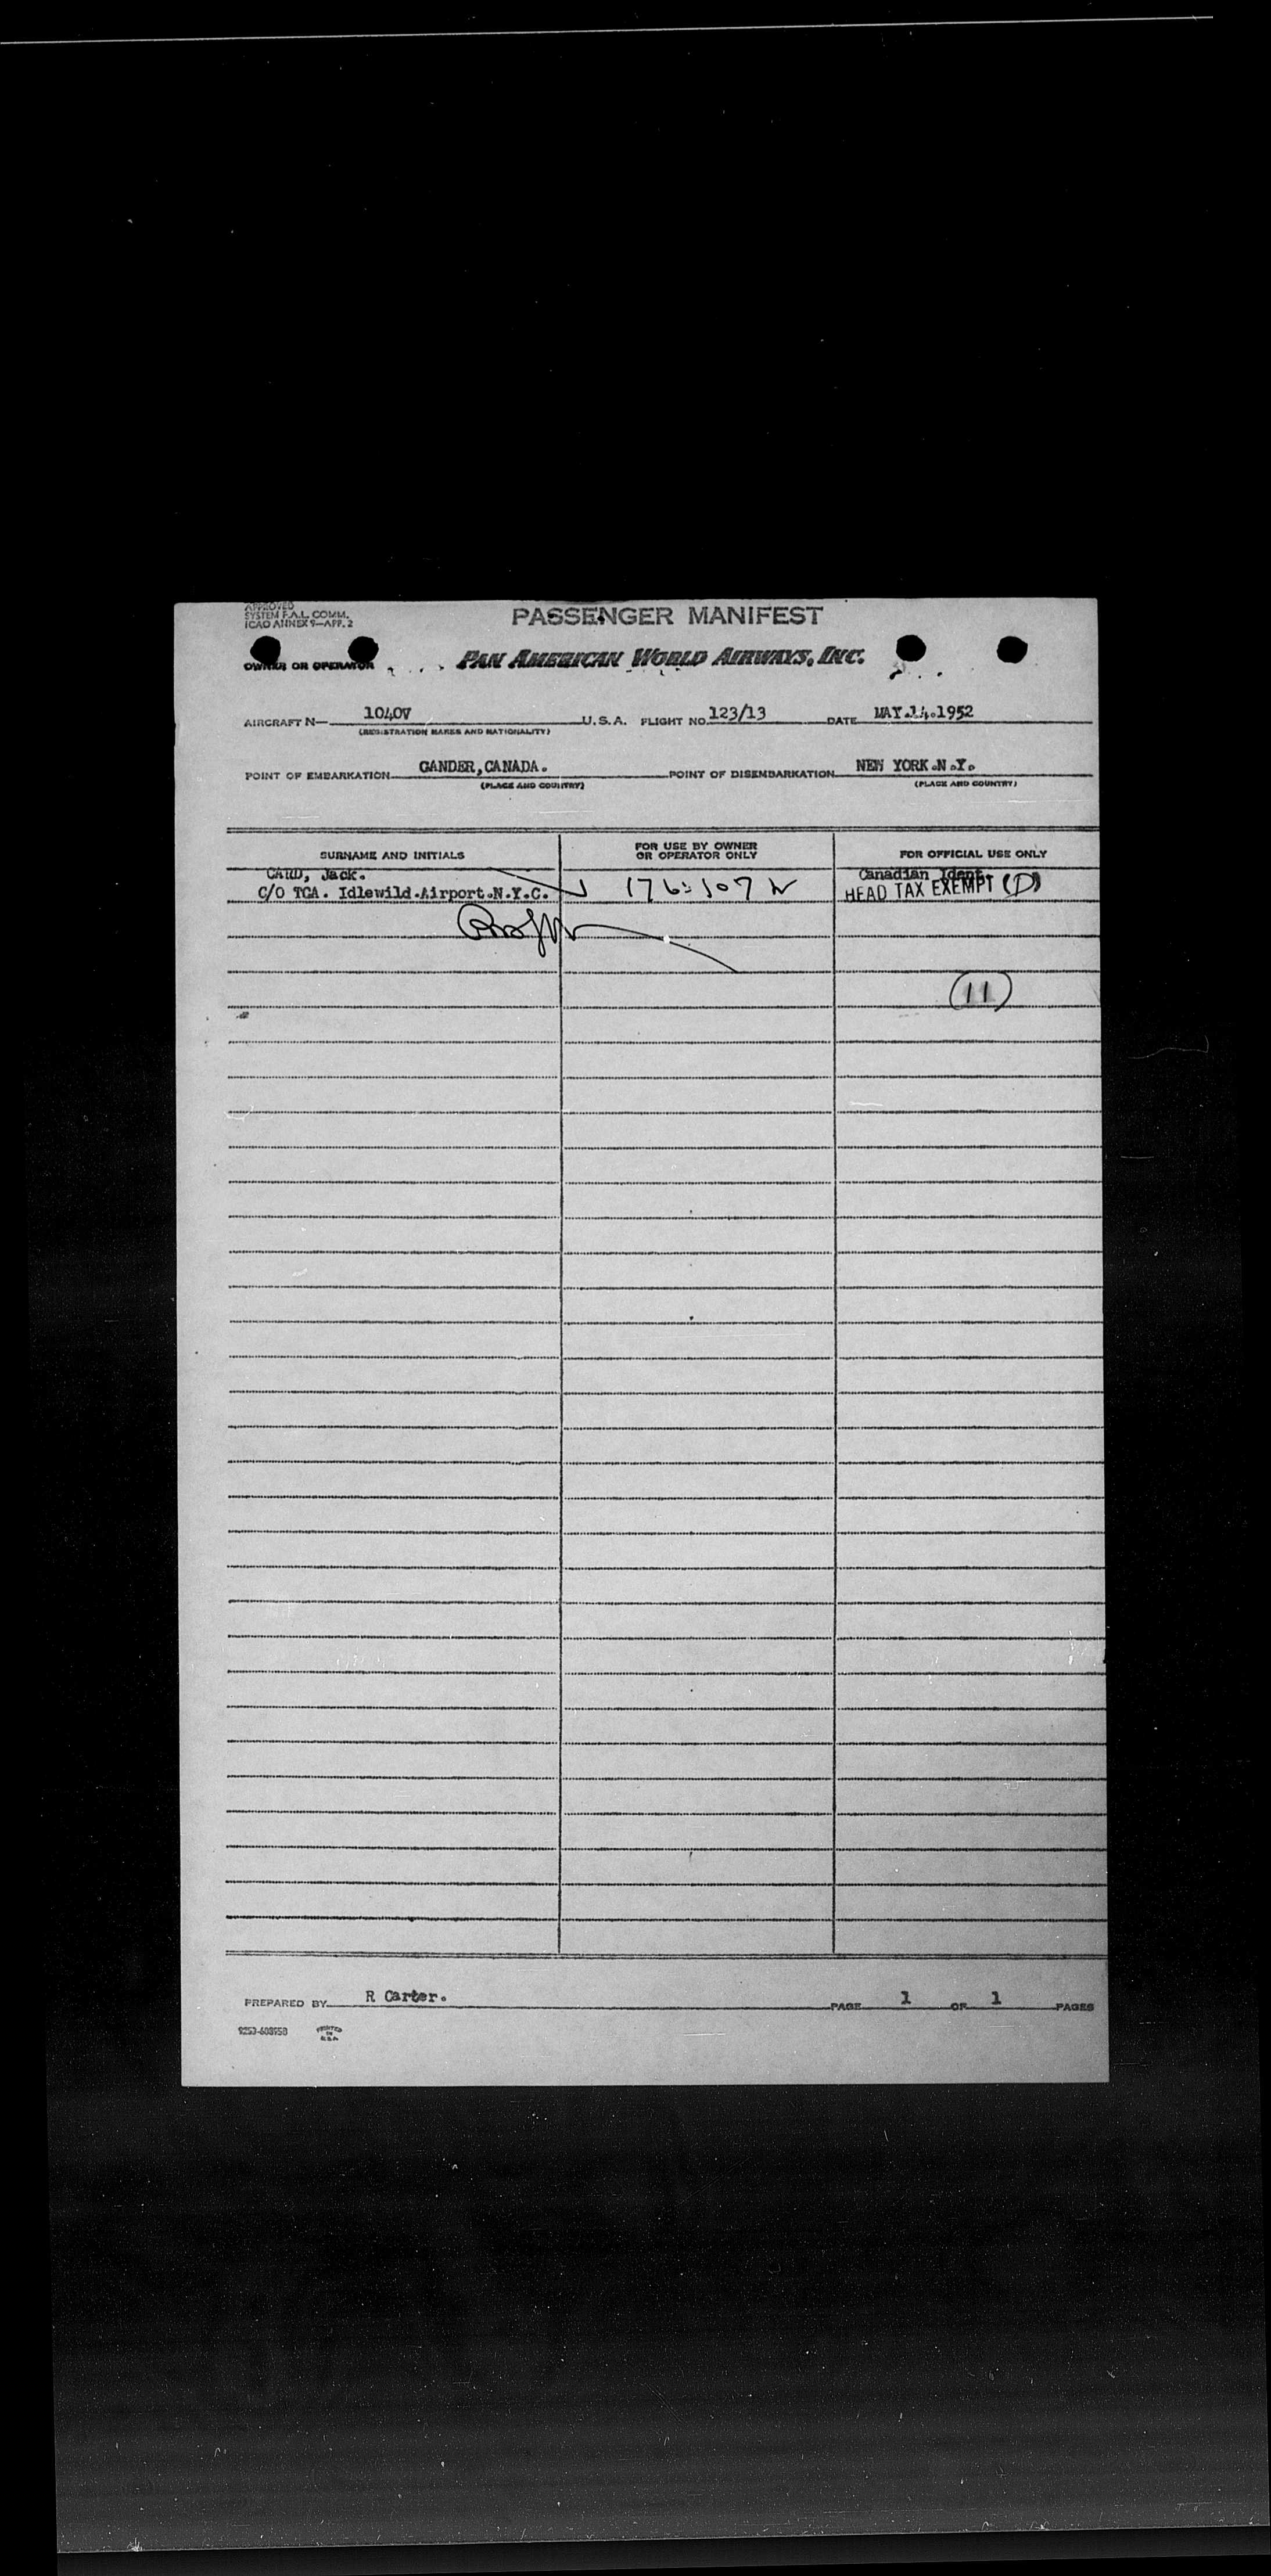 APPROVED
SYSTEM F.A.L. COMM.
ICAO ANNEX 9—APP. 2
PASSENGER MANIFEST
OWNER OR OPERATOR PAN AMERICAN WORLD AIRWAYS, INC.
AIRCRAFT N— 1040V U.S.A. FLIGHT NO. 123/13 DATE MAY.14.1952
(REGISTRATION MARKS AND NATIONALITY)
POINT OF EMBARKATION GANDER,CANADA. POINT OF DISEMBARKATION NEW YORK.N.Y.
(PLACE AND COUNTRY) (PLACE AND COUNTRY)
SURNAME AND INITIALS FOR USE BY OWNER OR OPERATOR ONLY FOR OFFICIAL USE ONLY
CARD, Jack. Canadian Ident.
C/O TCA. Idlewild.Airport.N.Y.C. HEAD TAX EXEMPT (D)
(11)
PREPARED BY R Carter. PAGE 1 OF 1 PAGES
PRINTED
IN
U.S.A.